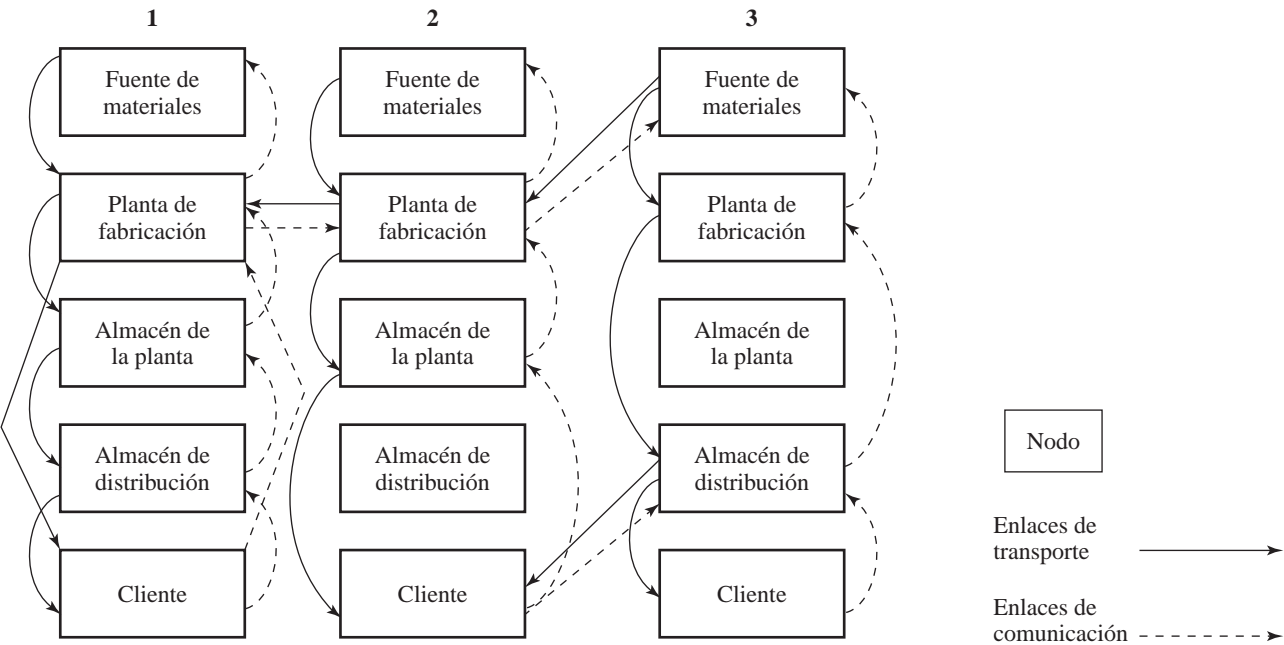 1
2
3
Fuente de
materiales
Fuente de
materiales
Fuente de
materiales
Planta de
fabricación
Planta de
fabricación
Planta de
fabricación
Almacén de
la planta
Almacén de
la planta
Almacén de
la planta
Almacén de
distribución
Almacén de
distribución
Almacén de
distribución
Cliente
Cliente
Cliente
Nodo
Enlaces de
transporte
Enlaces de
comunicación